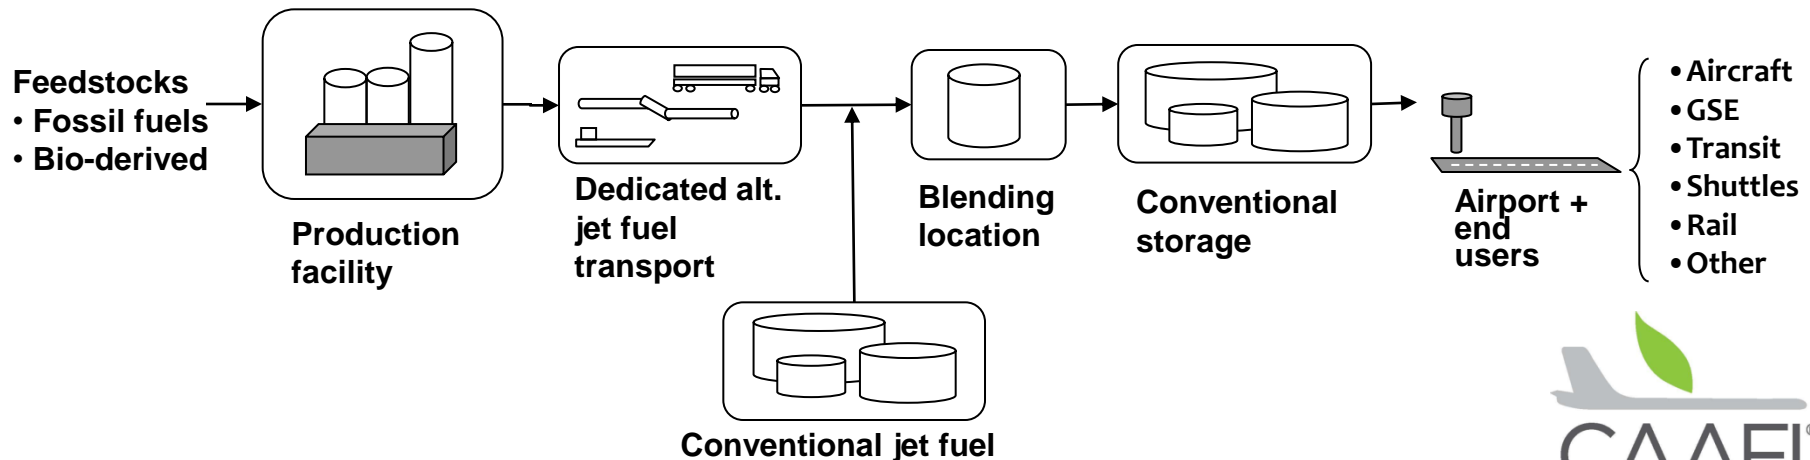 Feedstocks
• Fossil fuels
• Bio-derived
Production
facility
Dedicated alt.
jet fuel
transport
Conventional jet fuel
Blending
location
Conventional
storage
Airport +
end
users
•Aircraft
•GSE
•Transit
•Shuttles
•Rail
•Other
CAAFI®